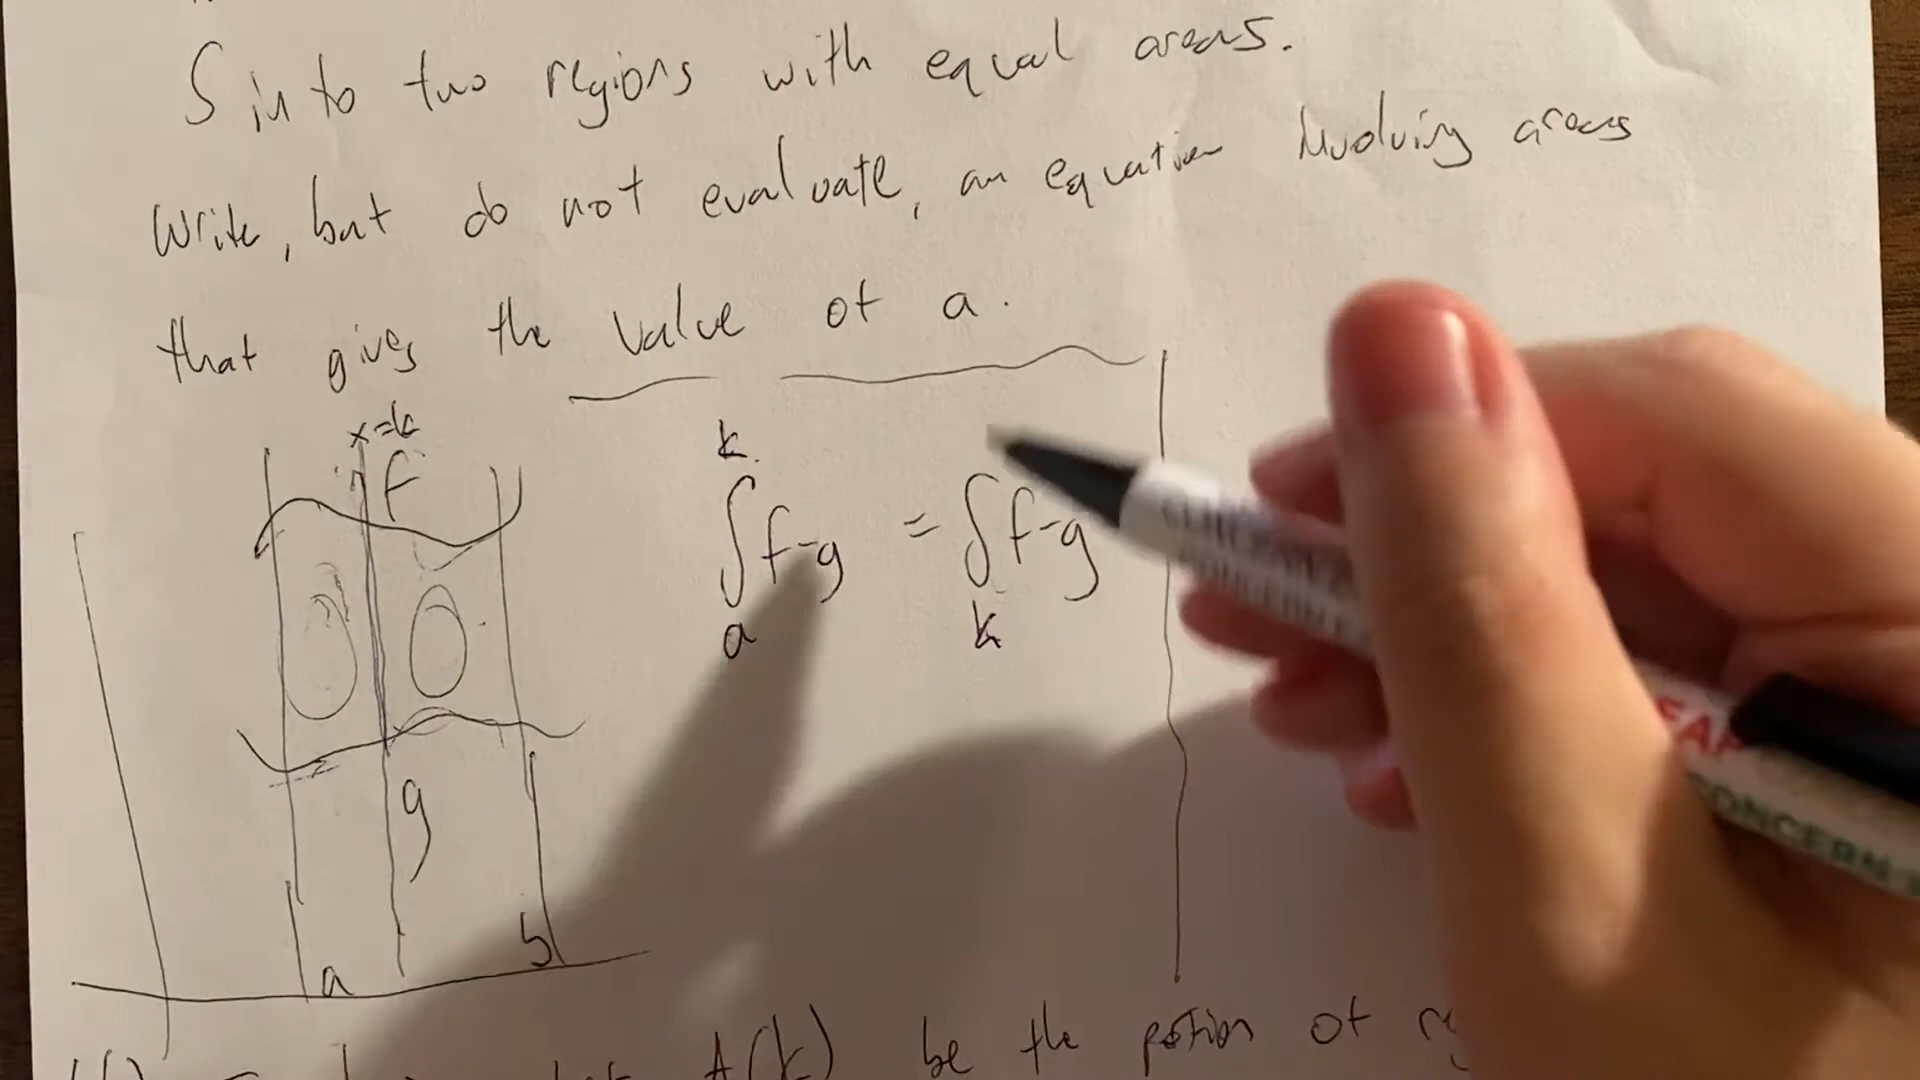 S into two regions with equal areas.
Write, but do not evaluate, an equation involving areas
that gives the value of a.
x=k
f
k
∫f-g = ∫f-g
a k
g
a b
A(k) be the portion of